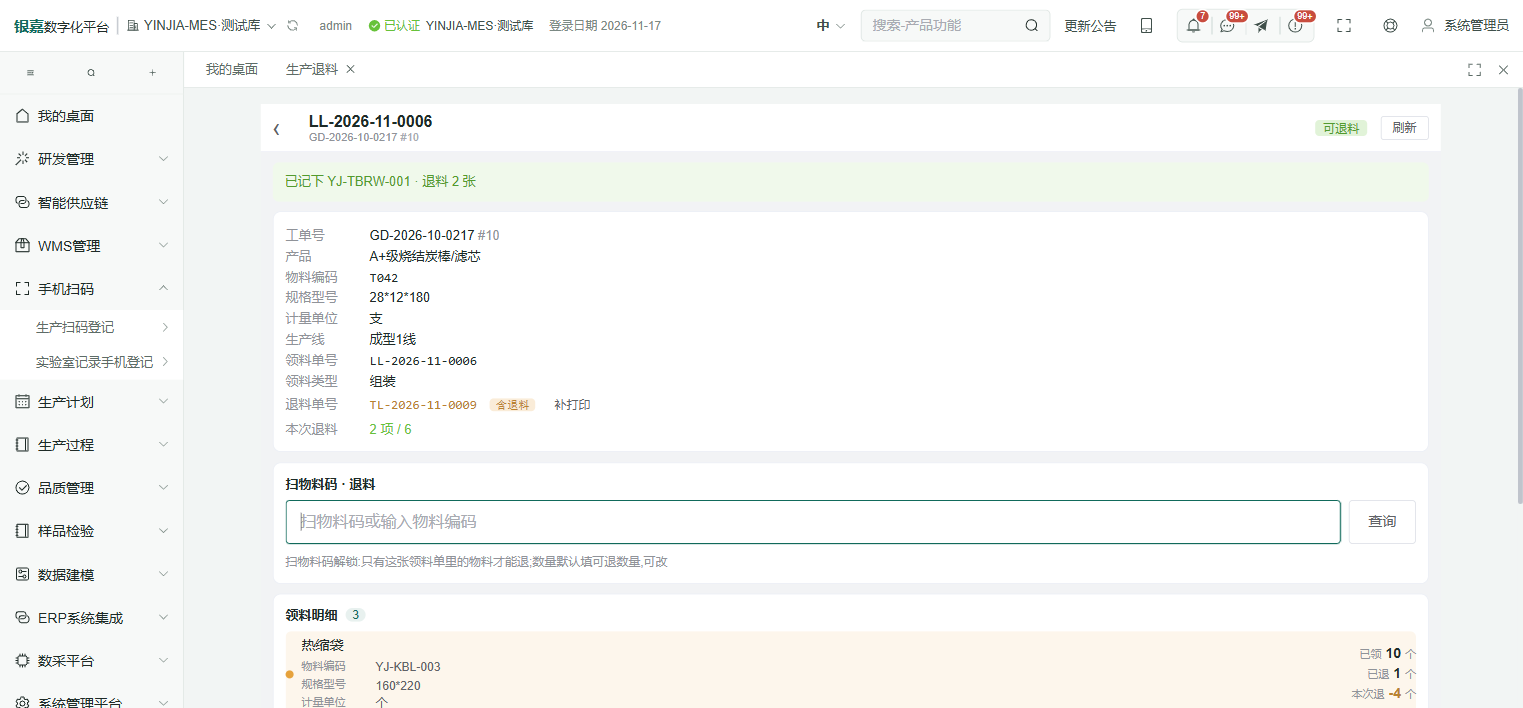 银嘉数字化平台 YINJIA-MES·测试库 admin 已认证 YINJIA-MES·测试库 登录日期 2026-11-17 中 搜索-产品功能 更新公告 7 99+ 99+ 系统管理员
我的桌面 生产退料
我的桌面
研发管理
智能供应链
WMS管理
手机扫码
生产扫码登记
实验室记录手机登记
生产计划
生产过程
品质管理
样品检验
数据建模
ERP系统集成
数采平台
系统管理平台
LL-2026-11-0006
GD-2026-10-0217 #10
可退料 刷新
已记下 YJ-TBRW-001 · 退料 2 张
工单号 GD-2026-10-0217 #10
产品 A+级烧结炭棒/滤芯
物料编码 T042
规格型号 28*12*180
计量单位 支
生产线 成型1线
领料单号 LL-2026-11-0006
领料类型 组装
退料单号 TL-2026-11-0009 含退料 补打印
本次退料 2 项 / 6
扫物料码 · 退料
扫物料码或输入物料编码 查询
扫物料码解锁:只有这张领料单里的物料才能退;数量默认填可退数量,可改
领料明细 3
热缩袋
物料编码 YJ-KBL-003
规格型号 160*220
计量单位 个
已领 10 个
已退 1 个
本次退 -4 个